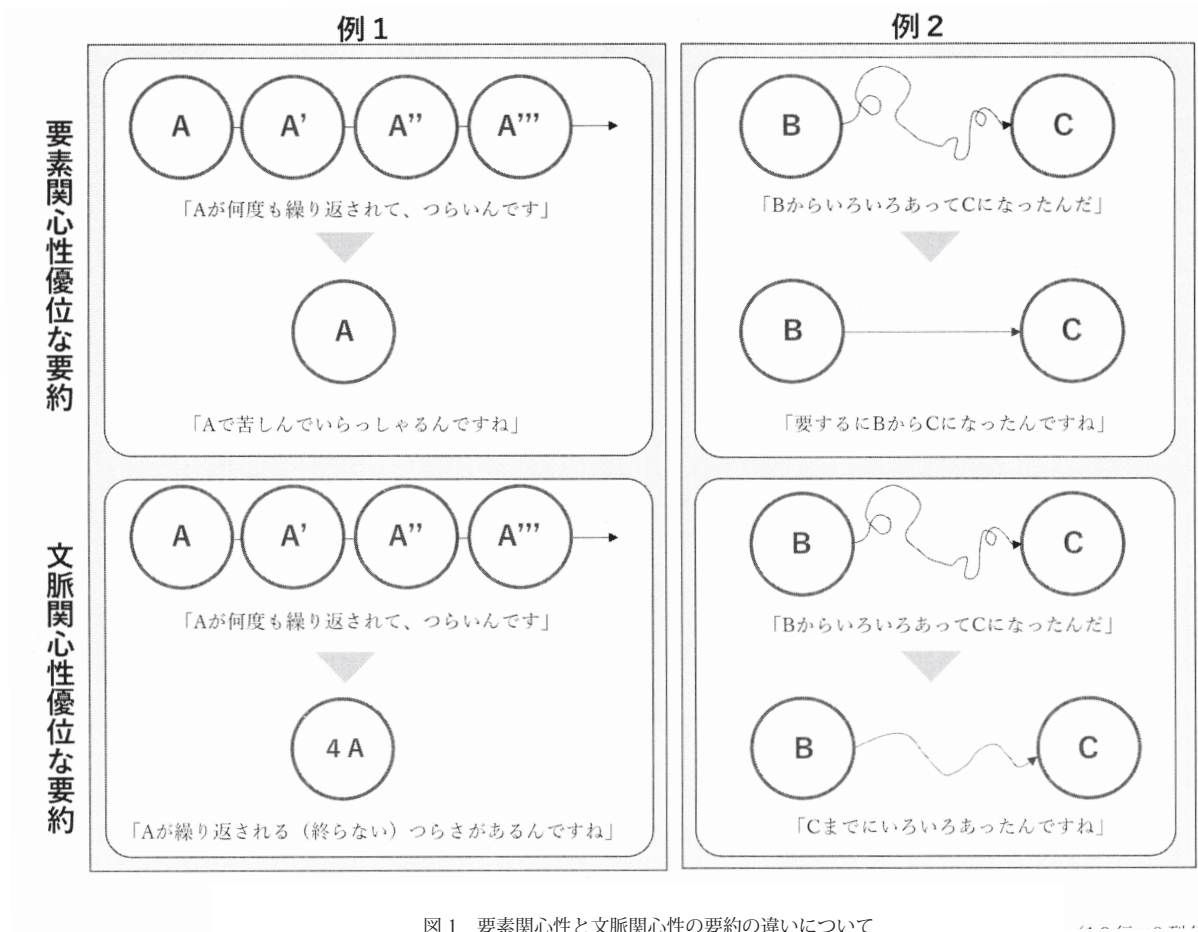 例1
例2
要素関心性優位な要約
A A' A'' A'''
「Aが何度も繰り返されて、つらいんです」
A
「Aで苦しんでいらっしゃるんですね」
B C
「BからいろいろあってCになったんだ」
B C
「要するにBからCになったんですね」
文脈関心性優位な要約
A A' A'' A'''
「Aが何度も繰り返されて、つらいんです」
4 A
「Aが繰り返される（終らない）つらさがあるんですね」
B C
「BからいろいろあってCになったんだ」
B C
「Cまでにいろいろあったんですね」
図1 要素関心性と文脈関心性の要約の違いについて